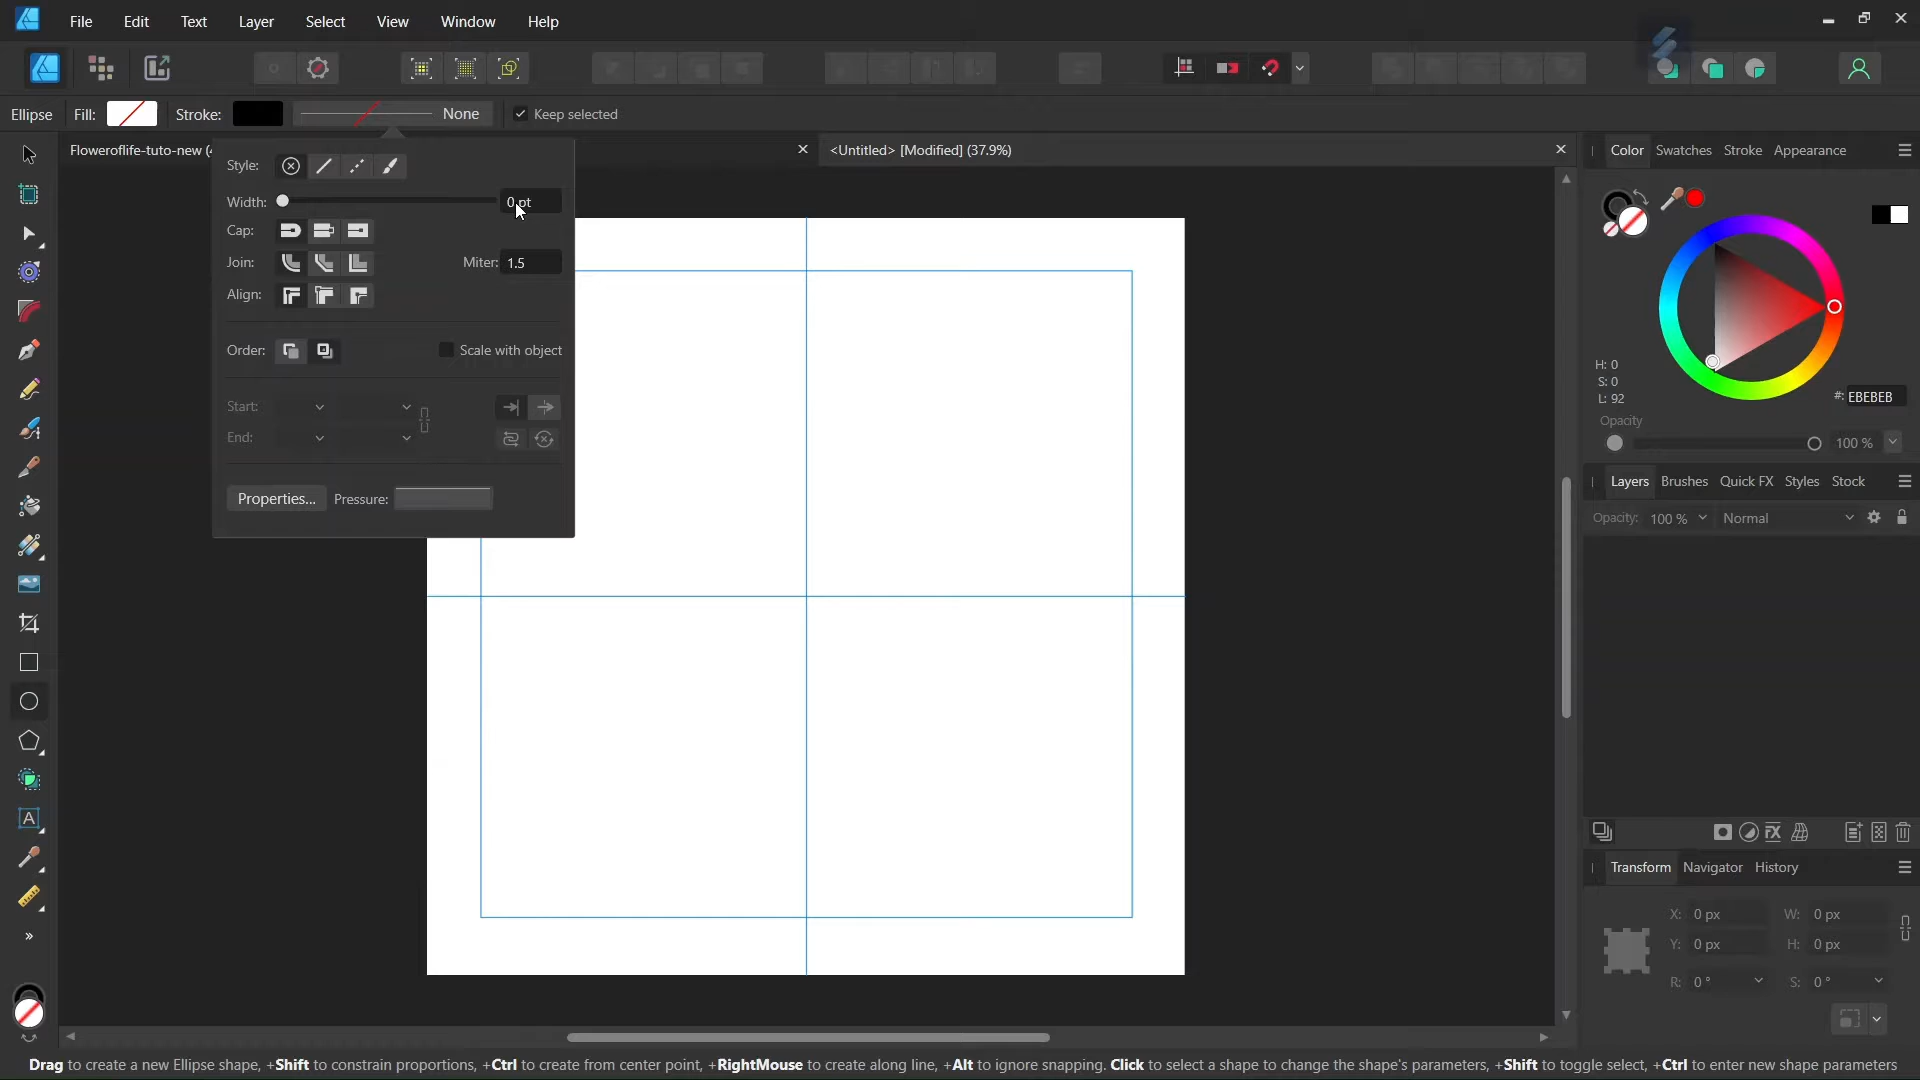 File Edit Text Layer Select View Window Help
Ellipse Fill: Stroke: None Keep selected
Floweroflife-tuto-new (
<Untitled> [Modified] (37.9%)
Style:
Width: 0 pt
Cap:
Join: Miter: 1.5
Align:
Order: Scale with object
Start:
End:
Properties... Pressure:
Color Swatches Stroke Appearance
H: 0
S: 0
L: 92
#: EBEBEB
Opacity
100 %
Layers Brushes Quick FX Styles Stock
Opacity: 100 % Normal
Transform Navigator History
X: 0 px W: 0 px
Y: 0 px H: 0 px
R: 0 ° S: 0 °
Drag to create a new Ellipse shape, +Shift to constrain proportions, +Ctrl to create from center point, +RightMouse to create along line, +Alt to ignore snapping. Click to select a shape to change the shape's parameters, +Shift to toggle select, +Ctrl to enter new shape parameters